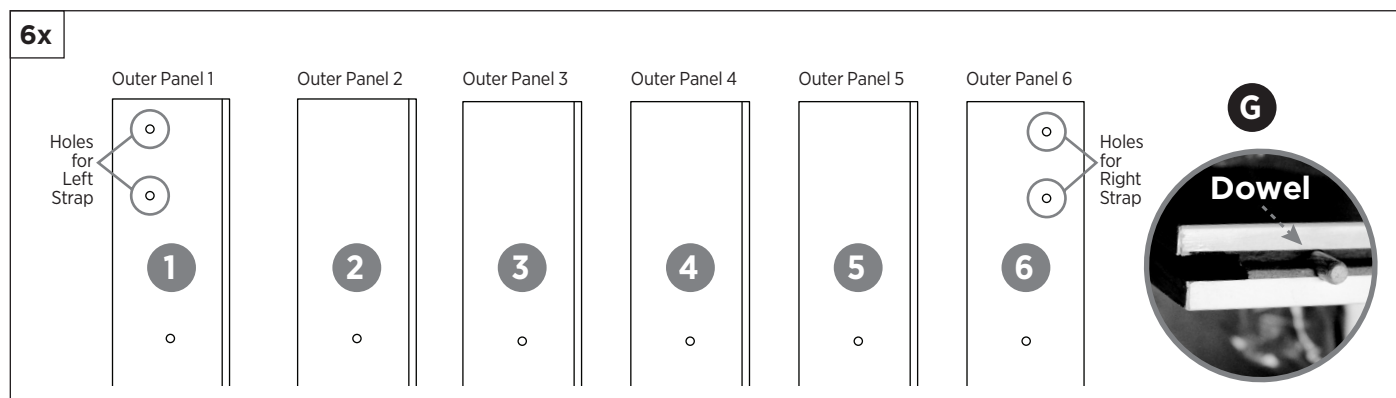 6x
Outer Panel 1
Outer Panel 2
Outer Panel 3
Outer Panel 4
Outer Panel 5
Outer Panel 6
Holes
for
Left
Strap
Holes
for
Right
Strap
G
Dowel
1
2
3
4
5
6